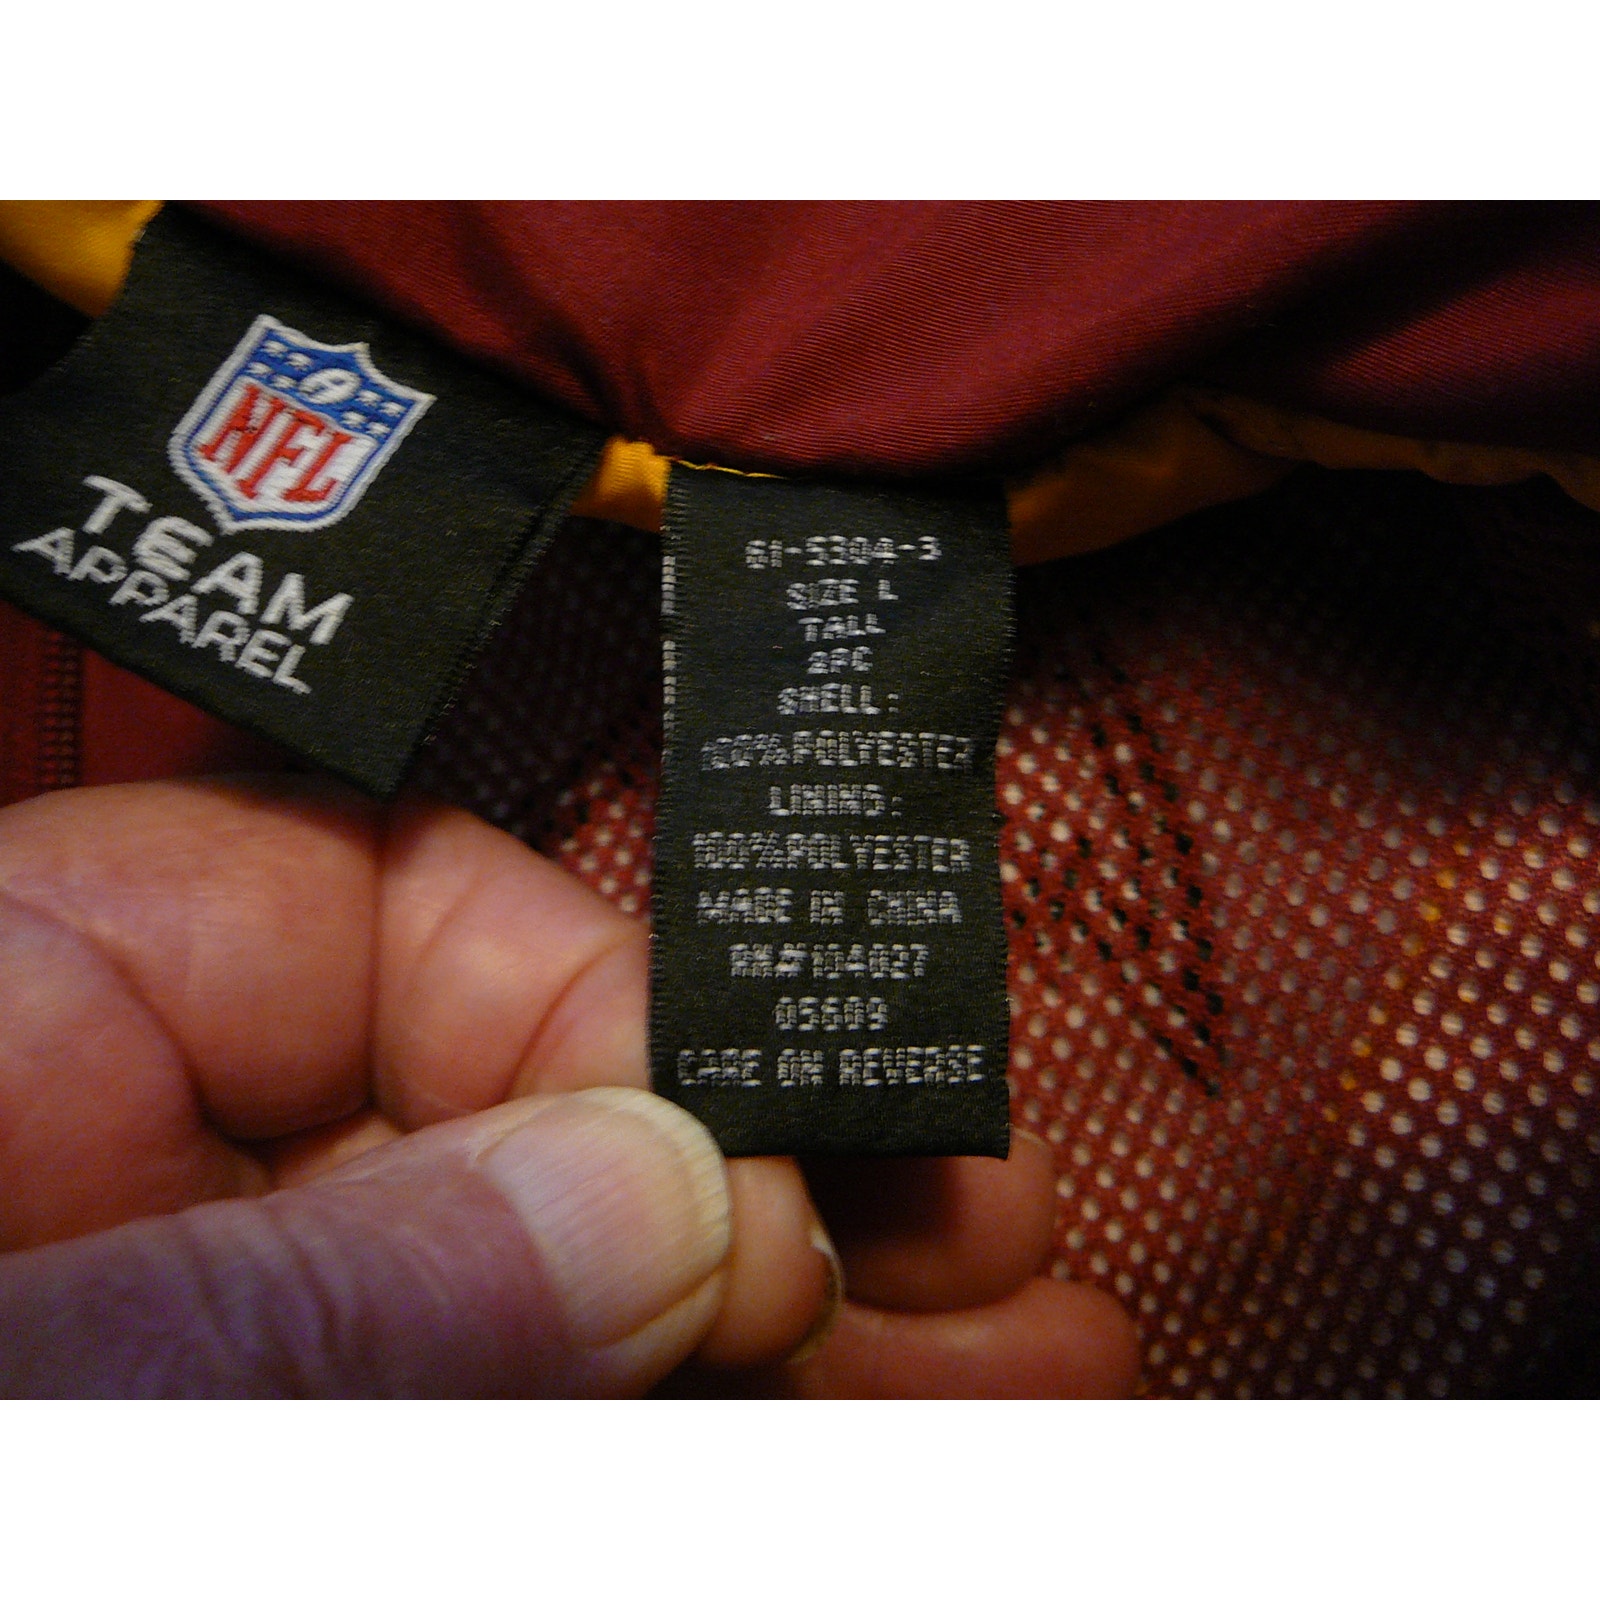 NFL
TEAM
APPAREL
61-5304-3
SIZE L
TALL
2PC
SHELL:
100%POLYESTER
LINING:
100%POLYESTER
MADE IN CHINA
RN#104027
05609
CARE ON REVERSE